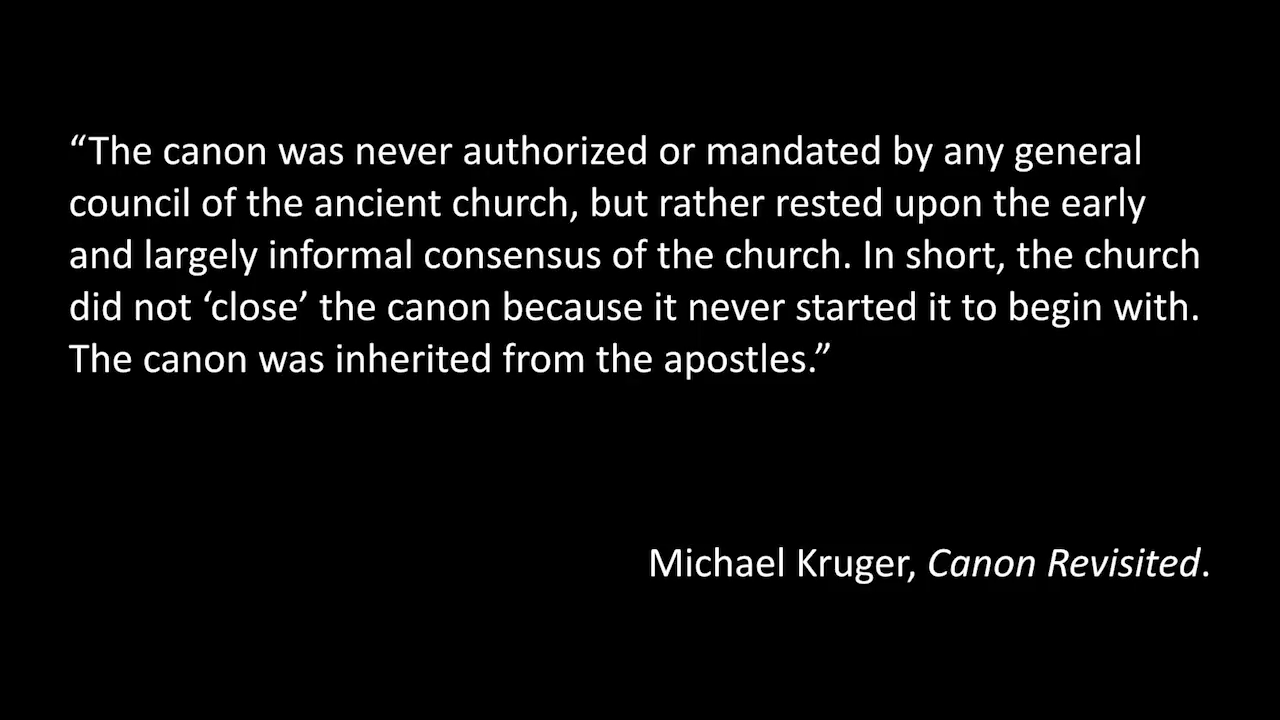 “The canon was never authorized or mandated by any general
council of the ancient church, but rather rested upon the early
and largely informal consensus of the church. In short, the church
did not ‘close’ the canon because it never started it to begin with.
The canon was inherited from the apostles.”
Michael Kruger, Canon Revisited.